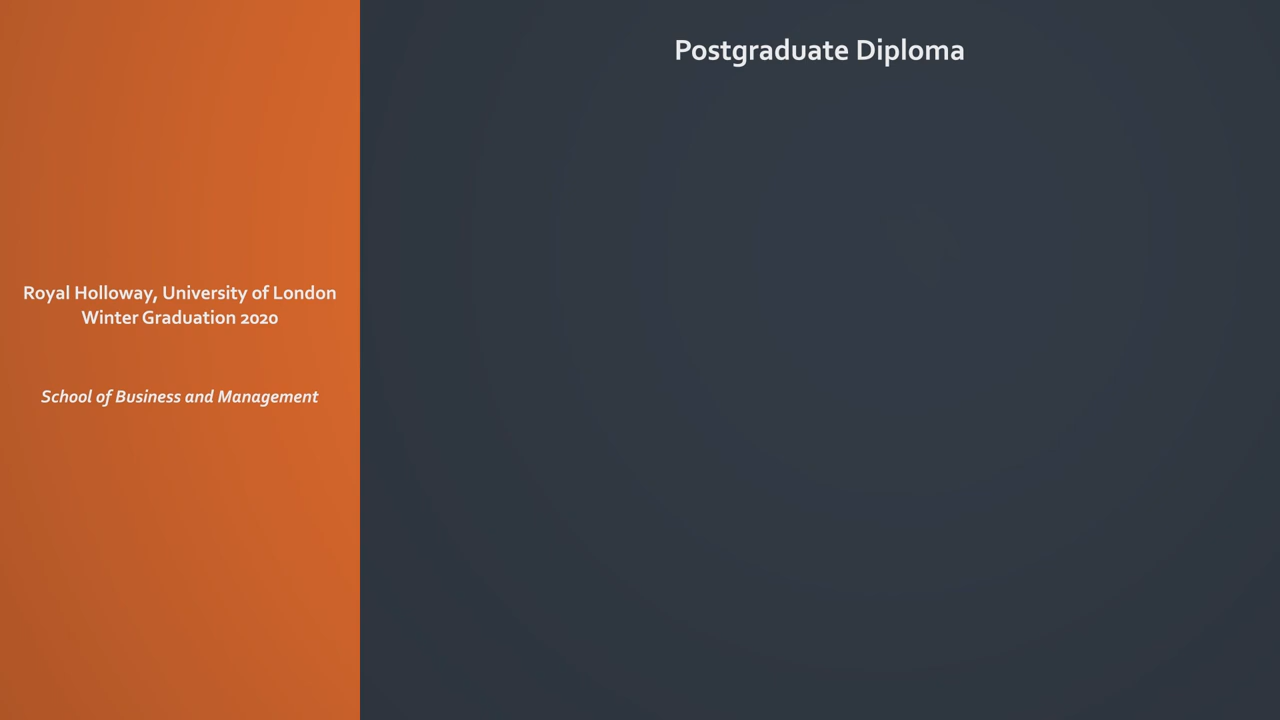 Postgraduate Diploma
Royal Holloway, University of London
Winter Graduation 2020
School of Business and Management